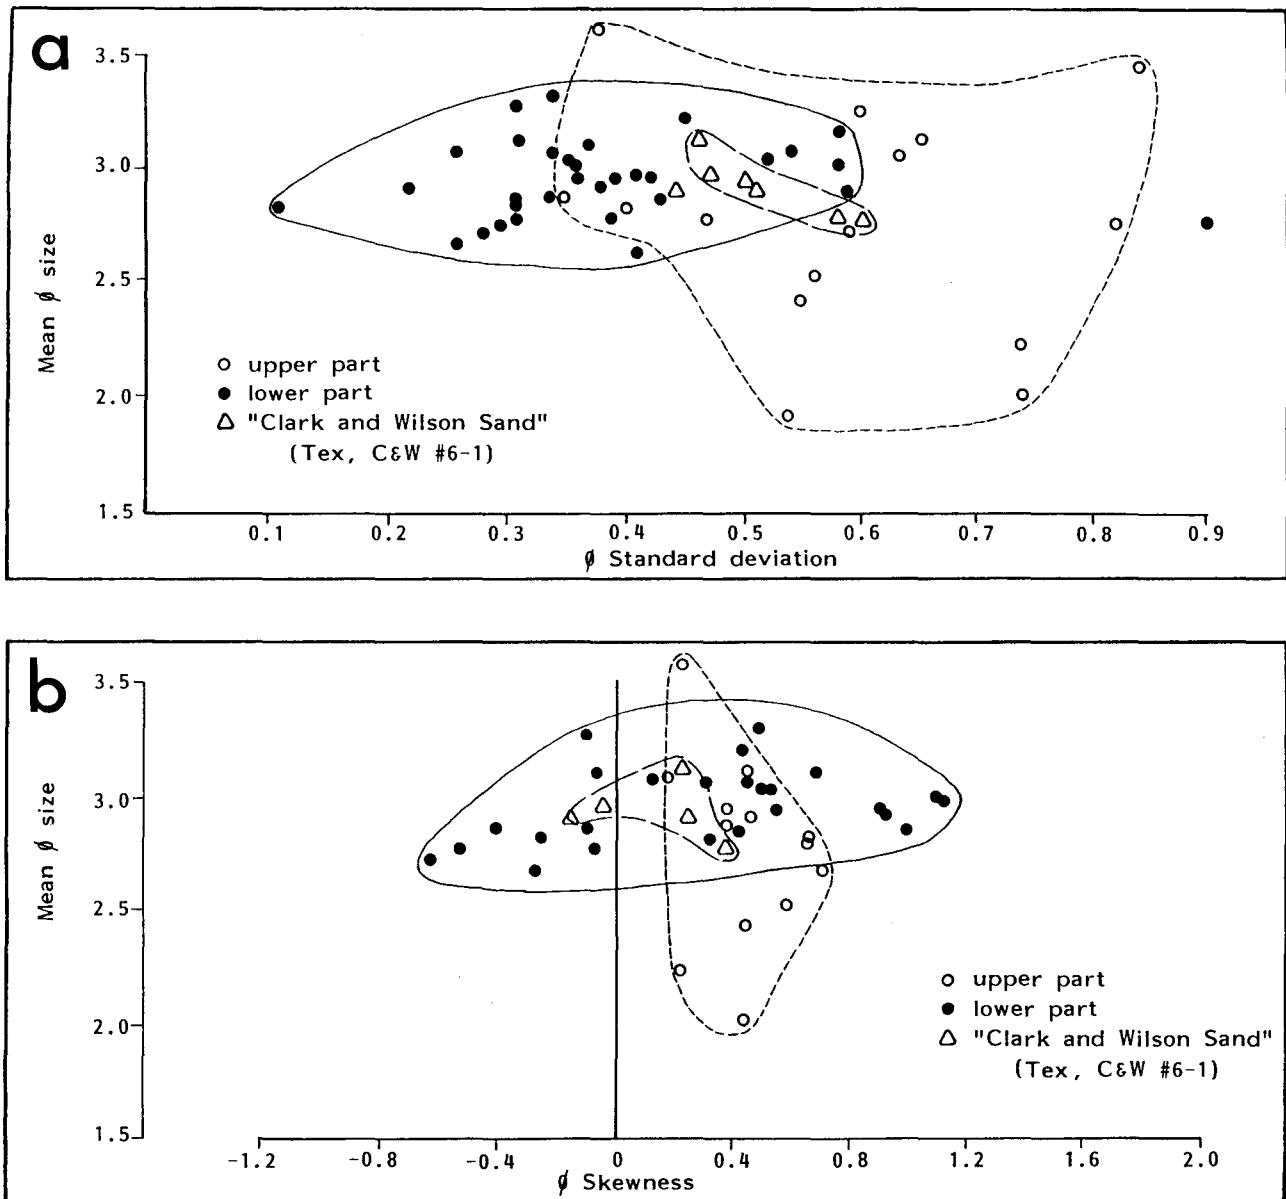 a
3.5
3.0
2.5
2.0
1.5
Mean ϕ size
upper part
lower part
"Clark and Wilson Sand"
(Tex, C&W #6-1)
0.1 0.2 0.3 0.4 0.5 0.6 0.7 0.8 0.9
ϕ Standard deviation
b
3.5
3.0
2.5
2.0
1.5
Mean ϕ size
upper part
lower part
"Clark and Wilson Sand"
(Tex, C&W #6-1)
-1.2 -0.8 -0.4 0 0.4 0.8 1.2 1.6 2.0
ϕ Skewness